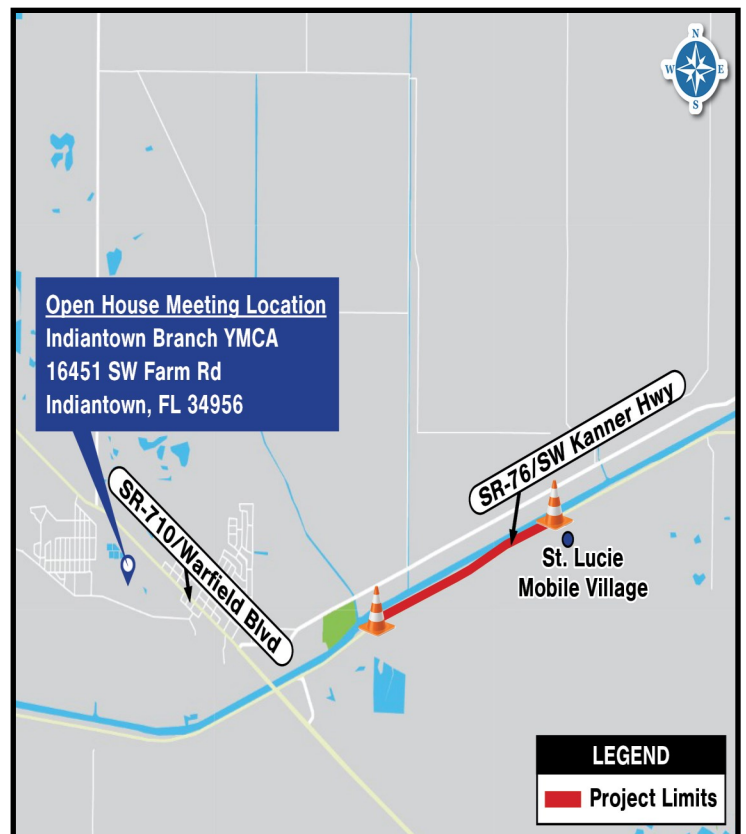 N
W
E
S
Open House Meeting Location
Indiantown Branch YMCA
16451 SW Farm Rd
Indiantown, FL 34956
SR-76/SW Kanner Hwy
SR-710/Warfield Blvd
St. Lucie
Mobile Village
LEGEND
Project Limits